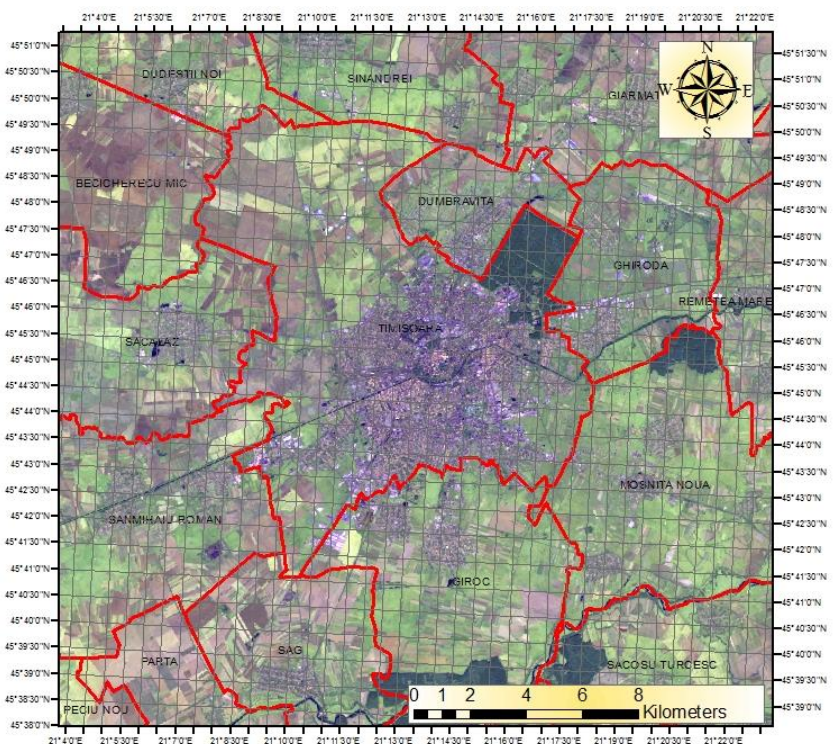 21°4'0"E 21°5'30"E 21°7'0"E 21°8'30"E 21°10'0"E 21°11'30"E 21°13'0"E 21°14'30"E 21°16'0"E 21°17'30"E 21°19'0"E 21°20'30"E 21°22'0"E
45°51'0"N
45°50'30"N
45°50'0"N
45°49'30"N
45°49'0"N
45°48'30"N
45°48'0"N
45°47'30"N
45°47'0"N
45°46'30"N
45°46'0"N
45°45'30"N
45°45'0"N
45°44'30"N
45°44'0"N
45°43'30"N
45°43'0"N
45°42'30"N
45°42'0"N
45°41'30"N
45°41'0"N
45°40'30"N
45°40'0"N
45°39'30"N
45°39'0"N
45°38'30"N
45°38'0"N
DUDESTII NOI
SINANDREI
GIARMAT
N
W E
S
BECICHERECU MIC
DUMBRAVITA
GHIRODA
REMETEA MARE
TIMISOARA
SACALAZ
MOSNITA NOUA
SANMIHAIU ROMAN
GIROC
SAG
PARTA
SACOSU TURCESC
PECIU NOU
0 1 2 4 6 8
Kilometers
45°51'30"N
45°51'0"N
45°50'30"N
45°50'0"N
45°49'30"N
45°49'0"N
45°48'30"N
45°48'0"N
45°47'30"N
45°47'0"N
45°46'30"N
45°46'0"N
45°45'30"N
45°45'0"N
45°44'30"N
45°44'0"N
45°43'30"N
45°43'0"N
45°42'30"N
45°42'0"N
45°41'30"N
45°41'0"N
45°40'30"N
45°40'0"N
45°39'30"N
45°39'0"N
21°4'0"E 21°5'30"E 21°7'0"E 21°8'30"E 21°10'0"E 21°11'30"E 21°13'0"E 21°14'30"E 21°16'0"E 21°17'30"E 21°19'0"E 21°20'30"E 21°22'0"E